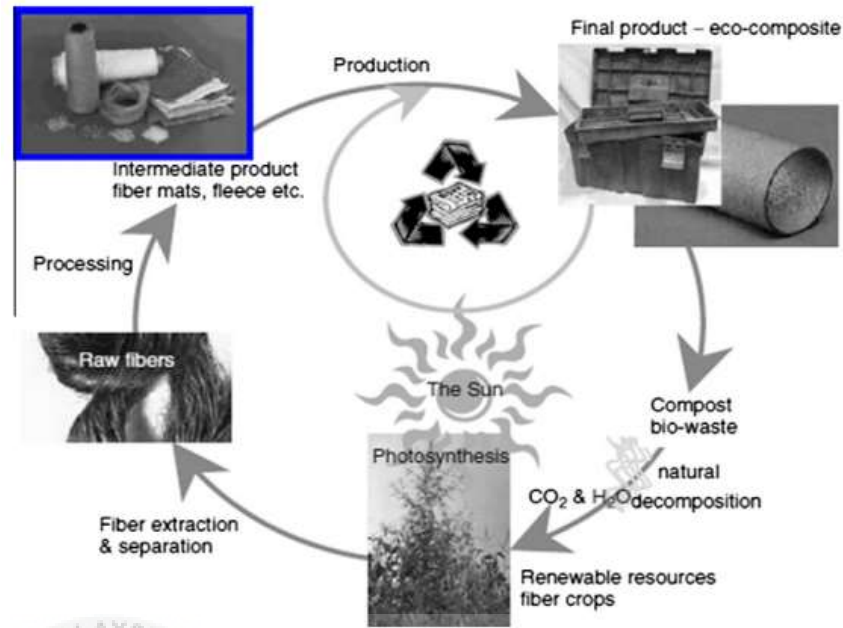 Final product – eco-composite
Production
Intermediate product
fiber mats, fleece etc.
Processing
Raw fibers
The Sun
Compost
bio-waste
Photosynthesis
natural
CO₂ & H₂O decomposition
Fiber extraction
& separation
Renewable resources
fiber crops